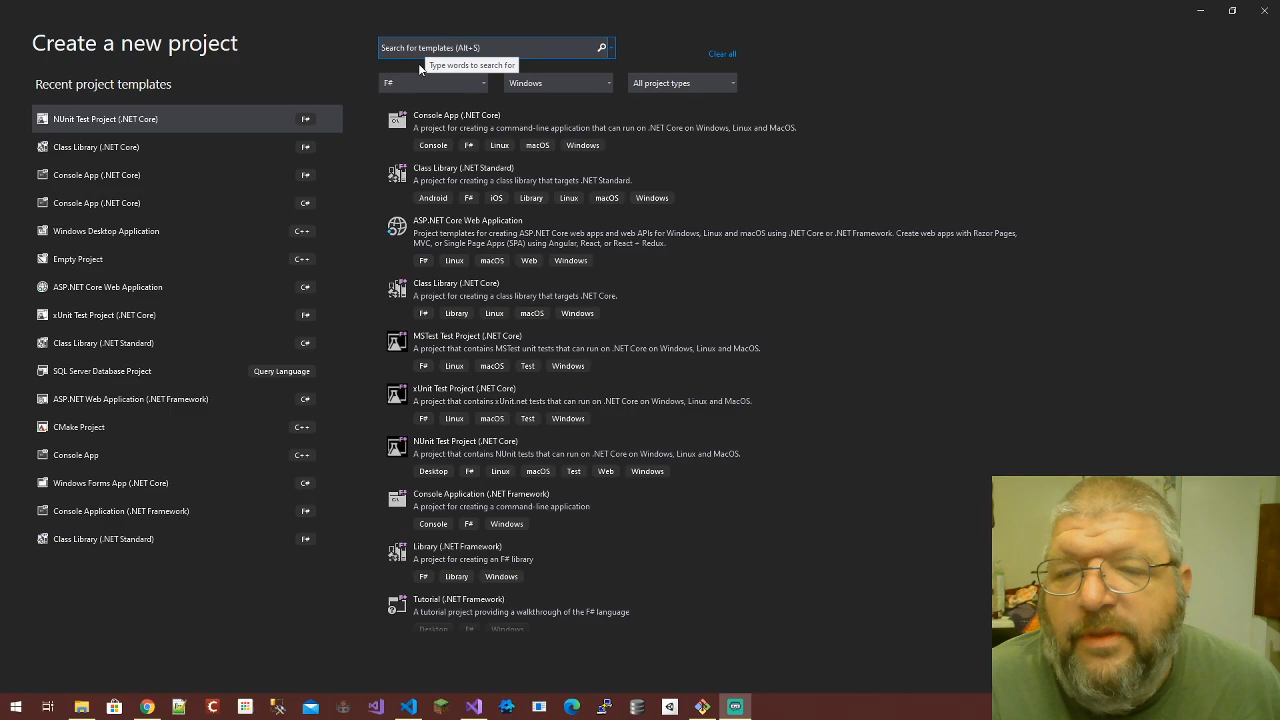 Create a new project
Recent project templates
NUnit Test Project (.NET Core) F#
Class Library (.NET Core) F#
Console App (.NET Core) F#
Console App (.NET Core) C#
Windows Desktop Application C++
Empty Project C++
ASP.NET Core Web Application C#
xUnit Test Project (.NET Core) F#
Class Library (.NET Standard) C#
SQL Server Database Project Query Language
ASP.NET Web Application (.NET Framework) C#
CMake Project C++
Console App C++
Windows Forms App (.NET Core) C#
Console Application (.NET Framework) F#
Class Library (.NET Standard) F#
Search for templates (Alt+S)
Type words to search for
Clear all
F# Windows All project types
Console App (.NET Core)
A project for creating a command-line application that can run on .NET Core on Windows, Linux and MacOS.
Console F# Linux macOS Windows
Class Library (.NET Standard)
A project for creating a class library that targets .NET Standard.
Android F# iOS Library Linux macOS Windows
ASP.NET Core Web Application
Project templates for creating ASP.NET Core web apps and web APIs for Windows, Linux and macOS using .NET Core or .NET Framework. Create web apps with Razor Pages,
MVC, or Single Page Apps (SPA) using Angular, React, or React + Redux.
F# Linux macOS Web Windows
Class Library (.NET Core)
A project for creating a class library that targets .NET Core.
F# Library Linux macOS Windows
MSTest Test Project (.NET Core)
A project that contains MSTest unit tests that can run on .NET Core on Windows, Linux and MacOS.
F# Linux macOS Test Windows
xUnit Test Project (.NET Core)
A project that contains xUnit.net tests that can run on .NET Core on Windows, Linux and MacOS.
F# Linux macOS Test Windows
NUnit Test Project (.NET Core)
A project that contains NUnit tests that can run on .NET Core on Windows, Linux and MacOS.
Desktop F# Linux macOS Test Web Windows
Console Application (.NET Framework)
A project for creating a command-line application
Console F# Windows
Library (.NET Framework)
A project for creating an F# library
F# Library Windows
Tutorial (.NET Framework)
A tutorial project providing a walkthrough of the F# language
Desktop F# Windows